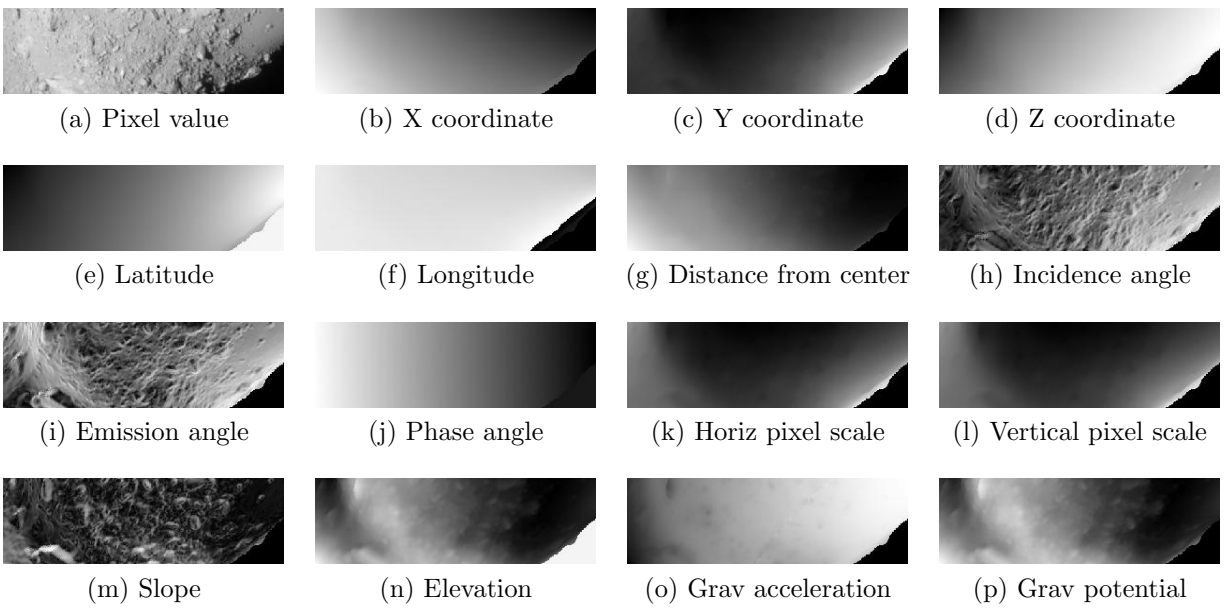 (a) Pixel value
(b) X coordinate
(c) Y coordinate
(d) Z coordinate
(e) Latitude
(f) Longitude
(g) Distance from center
(h) Incidence angle
(i) Emission angle
(j) Phase angle
(k) Horiz pixel scale
(l) Vertical pixel scale
(m) Slope
(n) Elevation
(o) Grav acceleration
(p) Grav potential